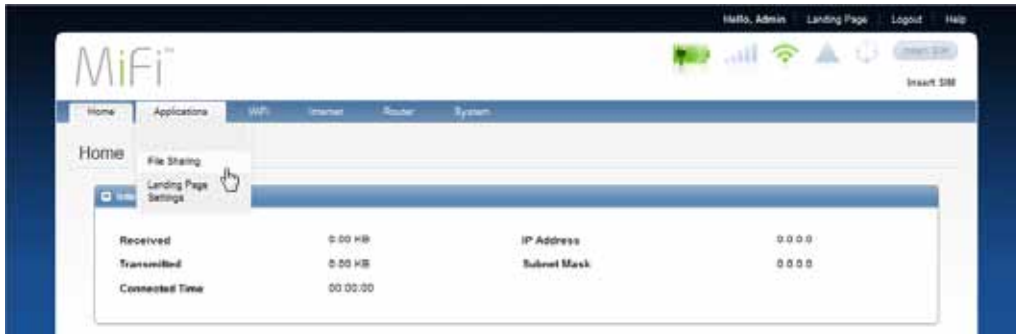 Hello, Admin Landing Page Logout Help
MiFi™
Insert SIM
Insert SIM
Home Applications WiFi Internet Router System
Home
File Sharing
Landing Page
Settings
Received 0.00 KB IP Address 0.0.0.0
Transmitted 0.00 KB Subnet Mask 0.0.0.0
Connected Time 00:00:00